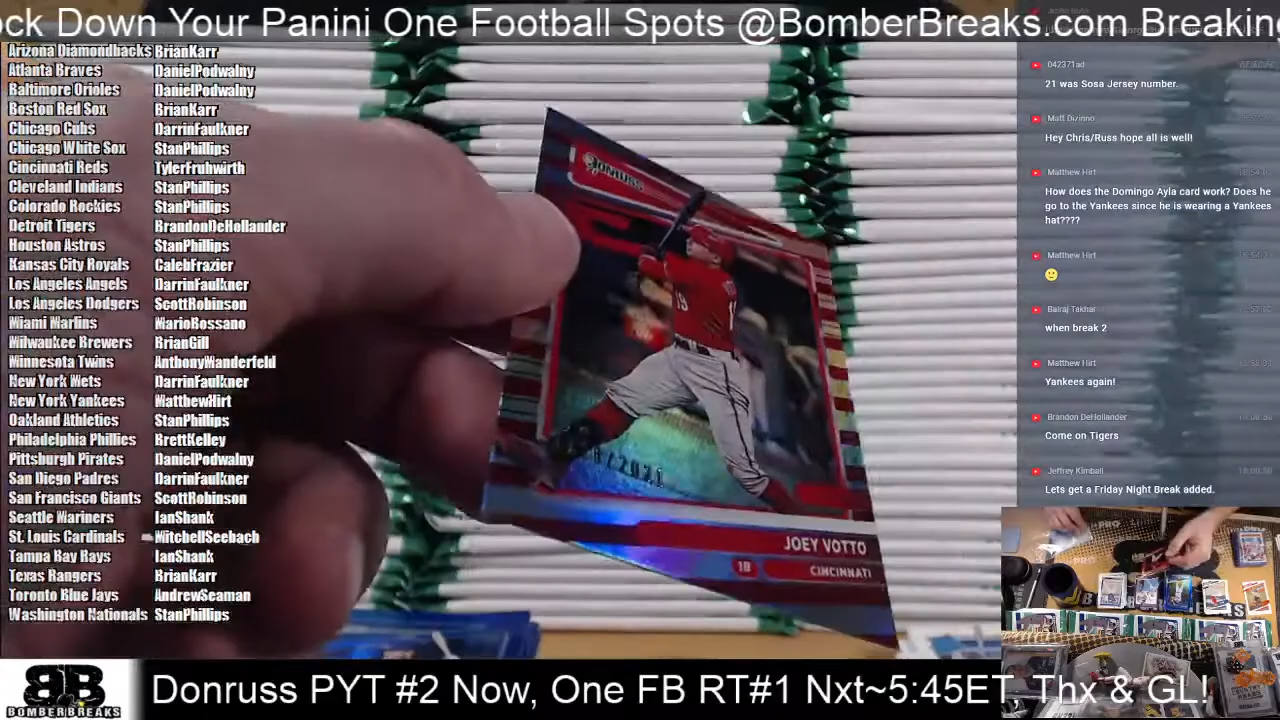 ock Down Your Panini One Football Spots @BomberBreaks.com Breaking
Arizona Diamondbacks BrianKarr
Atlanta Braves DanielPodwalny
Baltimore Orioles DanielPodwalny
Boston Red Sox BrianKarr
Chicago Cubs DarrinFaulkner
Chicago White Sox StanPhillips
Cincinnati Reds TylerFruhwirth
Cleveland Indians StanPhillips
Colorado Rockies StanPhillips
Detroit Tigers BrandonDeHollander
Houston Astros StanPhillips
Kansas City Royals CalebFrazier
Los Angeles Angels DarrinFaulkner
Los Angeles Dodgers ScottRobinson
Miami Marlins MarioRossano
Milwaukee Brewers BrianGill
Minnesota Twins AnthonyWanderfeld
New York Mets DarrinFaulkner
New York Yankees MatthewHirt
Oakland Athletics StanPhillips
Philadelphia Phillies BrettKelley
Pittsburgh Pirates DanielPodwalny
San Diego Padres DarrinFaulkner
San Francisco Giants ScottRobinson
Seattle Mariners IanShank
St. Louis Cardinals MitchellSeebach
Tampa Bay Rays IanShank
Texas Rangers BrianKarr
Toronto Blue Jays AndrewSeaman
Washington Nationals StanPhillips
DONRUSS
19
JOEY VOTTO
1B CINCINNATI
042371ad
21 was Sosa Jersey number.
Matt Dizinno
Hey Chris/Russ hope all is well!
Matthew Hirt
How does the Domingo Ayla card work? Does he
go to the Yankees since he is wearing a Yankees
hat????
Matthew Hirt
Balraj Takhar
when break 2
Matthew Hirt
Yankees again!
Brandon DeHollander
Come on Tigers
Jeffrey Kimball
Lets get a Friday Night Break added.
BB
BOMBERBREAKS
Donruss PYT #2 Now, One FB RT#1 Nxt~5:45ET. Thx & GL!